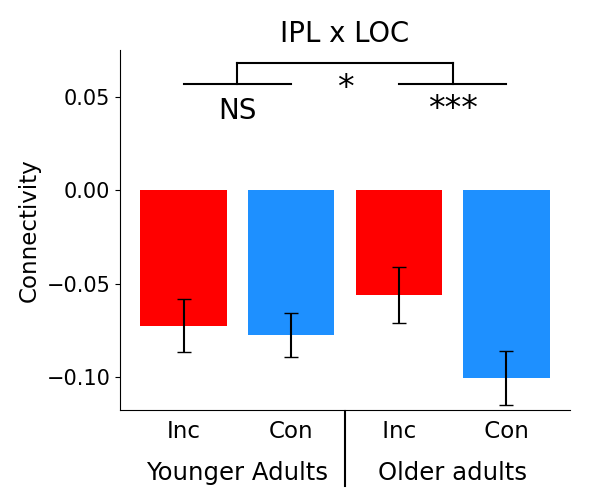 IPL x LOC
*
NS
***
Connectivity
0.05
0.00
−0.05
−0.10
Inc Con Inc Con
Younger Adults Older adults